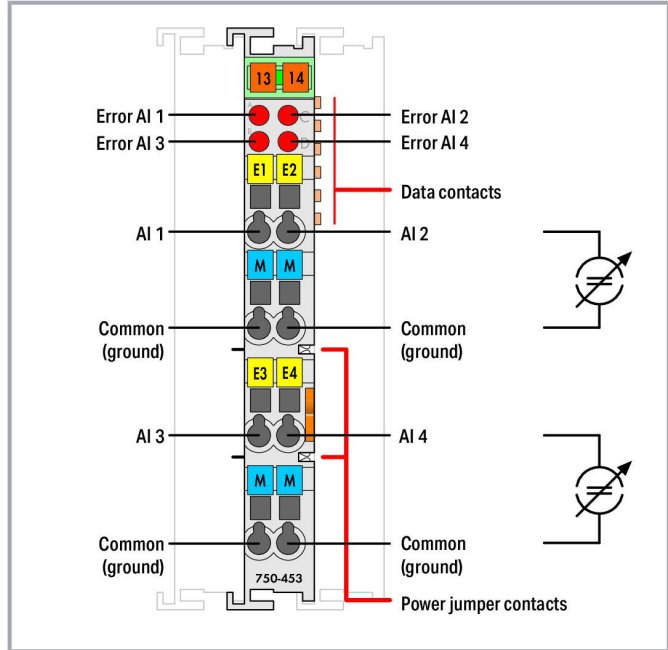 13 14
A C
Error AI 1
Error AI 2
Error AI 3
D
Error AI 4
E1 E2
Data contacts
AI 1
AI 2
M M
Common
(ground)
Common
(ground)
E3 E4
AI 3
AI 4
M M
Common
(ground)
Common
(ground)
750-453
Power jumper contacts